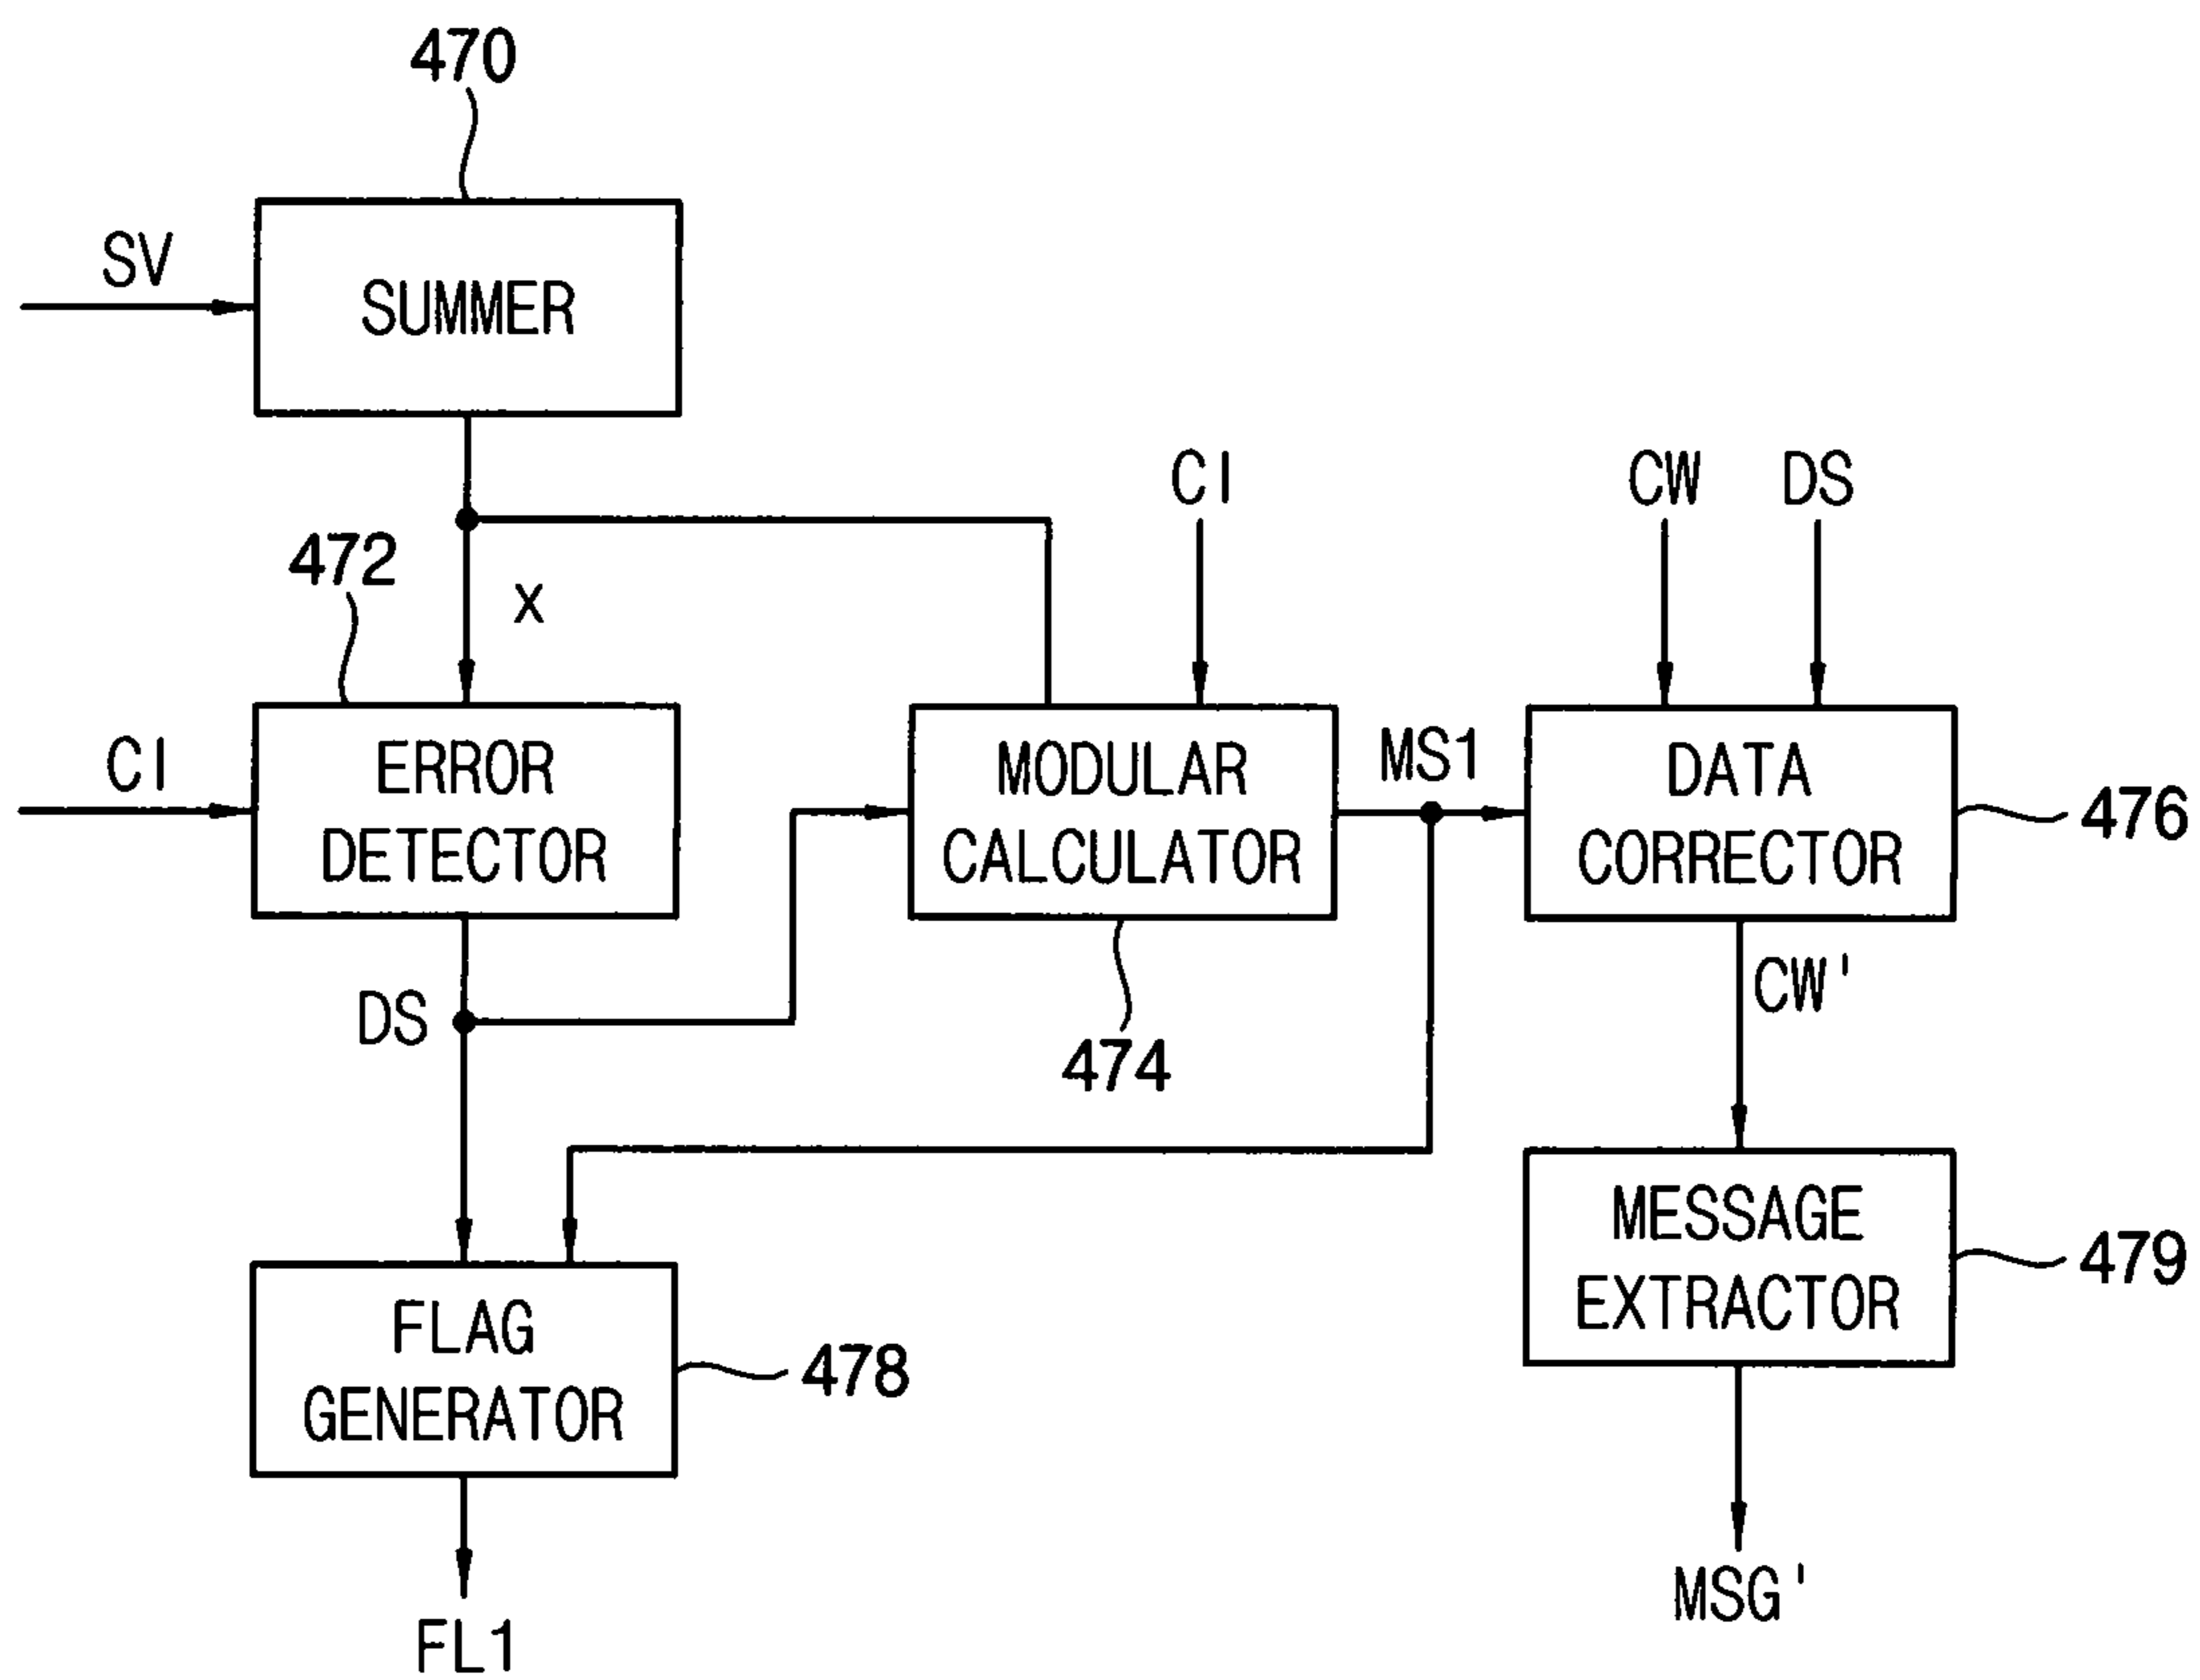 470
SV
SUMMER
CI
CW
DS
472
x
CI
ERROR
DETECTOR
MODULAR
CALCULATOR
MS1
DATA
CORRECTOR
476
DS
CW'
474
MESSAGE
EXTRACTOR
479
FLAG
GENERATOR
478
MSG'
FL1